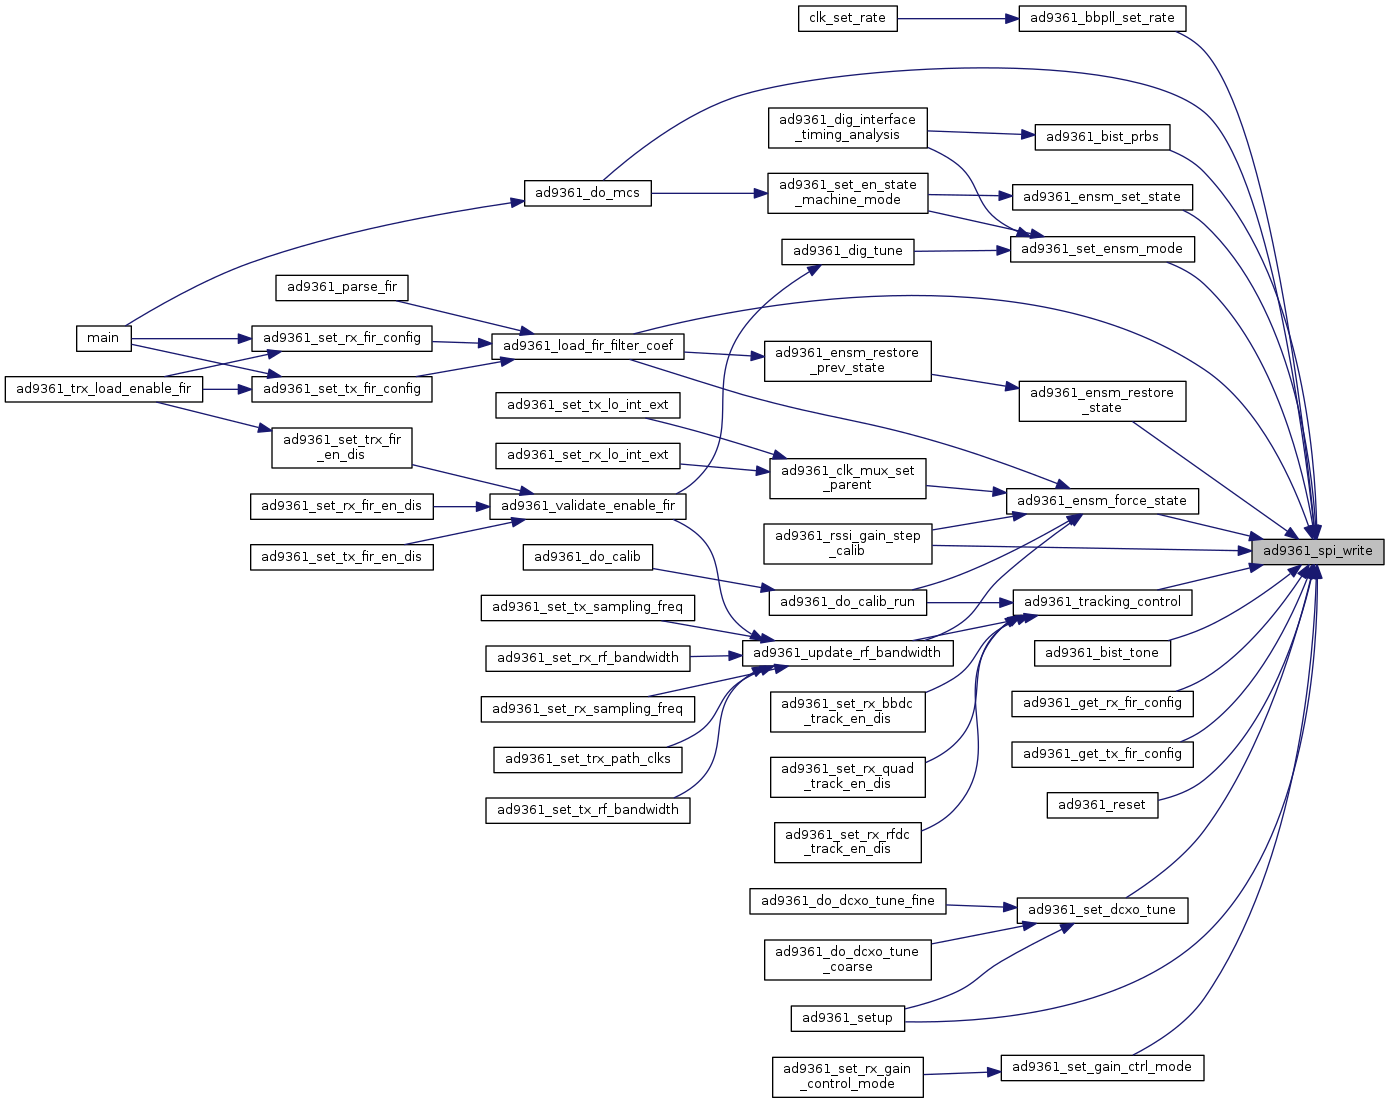 clk_set_rate
ad9361_bbpll_set_rate
ad9361_dig_interface
_timing_analysis
ad9361_bist_prbs
ad9361_do_mcs
ad9361_set_en_state
_machine_mode
ad9361_ensm_set_state
ad9361_dig_tune
ad9361_set_ensm_mode
ad9361_parse_fir
main
ad9361_set_rx_fir_config
ad9361_load_fir_filter_coef
ad9361_ensm_restore
_prev_state
ad9361_trx_load_enable_fir
ad9361_set_tx_fir_config
ad9361_ensm_restore
_state
ad9361_set_tx_lo_int_ext
ad9361_set_trx_fir
_en_dis
ad9361_set_rx_lo_int_ext
ad9361_clk_mux_set
_parent
ad9361_set_rx_fir_en_dis
ad9361_validate_enable_fir
ad9361_ensm_force_state
ad9361_set_tx_fir_en_dis
ad9361_do_calib
ad9361_rssi_gain_step
_calib
ad9361_spi_write
ad9361_set_tx_sampling_freq
ad9361_do_calib_run
ad9361_tracking_control
ad9361_set_rx_rf_bandwidth
ad9361_update_rf_bandwidth
ad9361_bist_tone
ad9361_set_rx_sampling_freq
ad9361_set_rx_bbdc
_track_en_dis
ad9361_get_rx_fir_config
ad9361_set_trx_path_clks
ad9361_set_rx_quad
_track_en_dis
ad9361_get_tx_fir_config
ad9361_set_tx_rf_bandwidth
ad9361_reset
ad9361_set_rx_rfdc
_track_en_dis
ad9361_do_dcxo_tune_fine
ad9361_set_dcxo_tune
ad9361_do_dcxo_tune
_coarse
ad9361_setup
ad9361_set_rx_gain
_control_mode
ad9361_set_gain_ctrl_mode